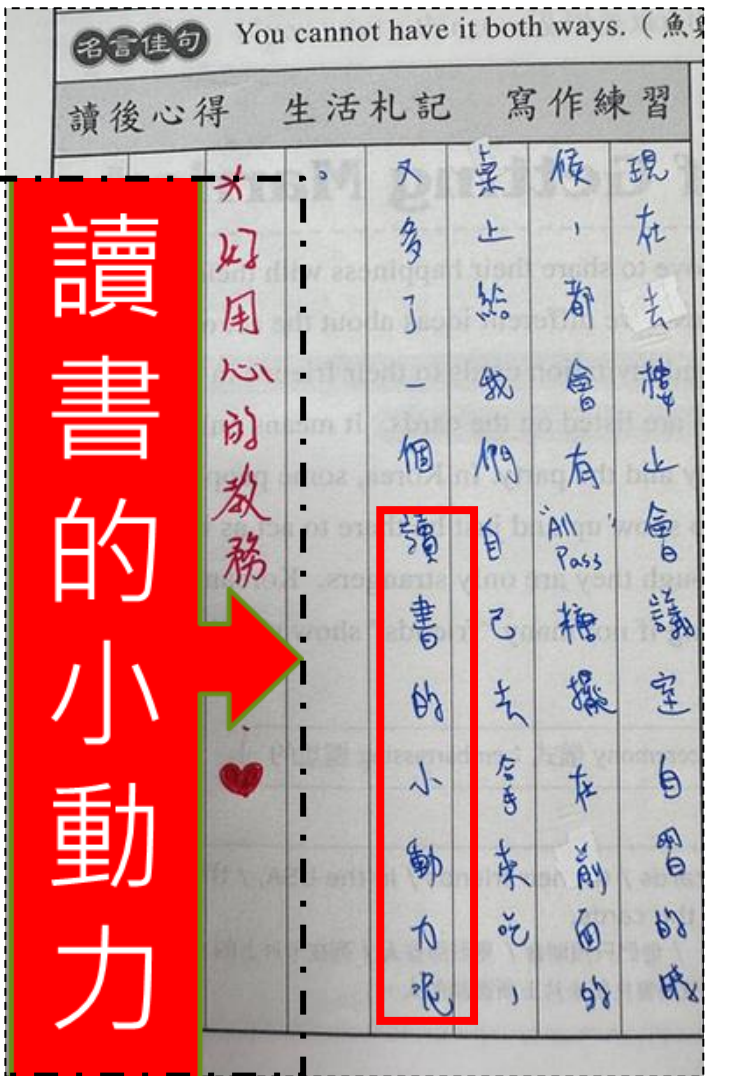 名言佳句 You cannot have it both ways.（魚
讀後心得 生活札記 寫作練習
現在去樓上會議室自習的時
候，都會有"All Pass"糖擺在前面的
桌上給我們自己去拿來吃，
又多了一個讀書的小動力呢
。
好用心的教務
讀書的小動力